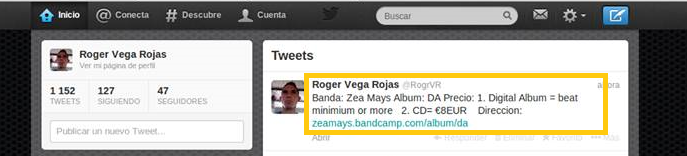 Inicio @ Conecta # Descubre Cuenta Buscar
Roger Vega Rojas
Ver mi página de perfil
1 152 127 47
TWEETS SIGUIENDO SEGUIDORES
Publicar un nuevo Tweet...
Tweets
Roger Vega Rojas @RogrVR ahora
Banda: Zea Mays Album: DA Precio: 1. Digital Album = beat
minimium or more 2. CD= €8EUR Direccion:
zeamays.bandcamp.com/album/da
Abrir Responder Eliminar Favorito Más